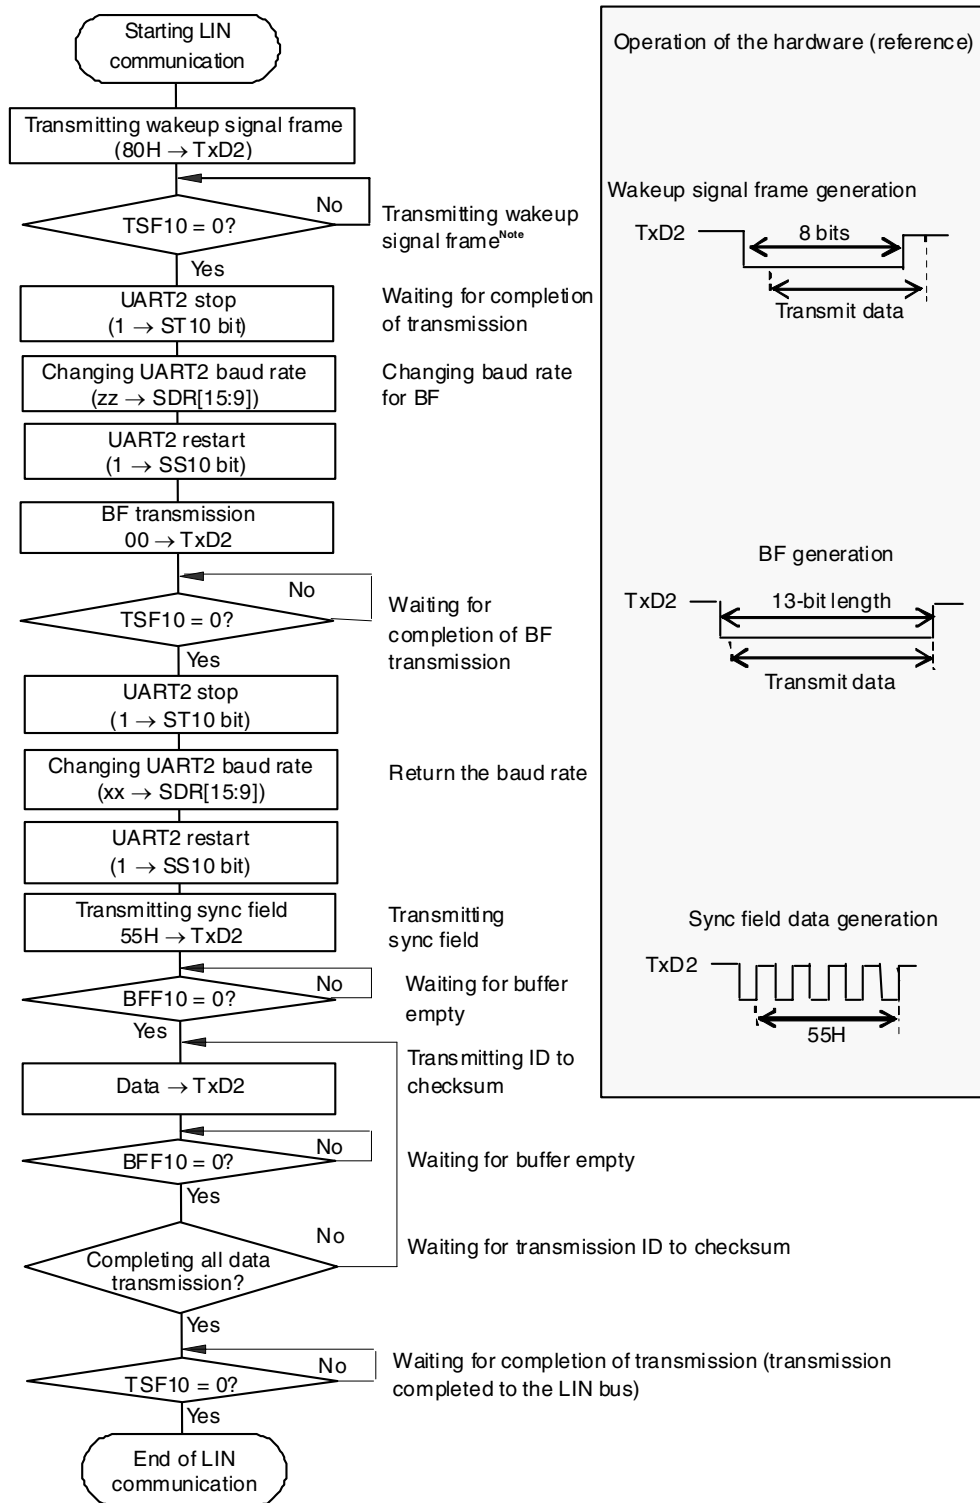 Starting LIN
communication
Transmitting wakeup signal frame
(80H → TxD2)
TSF10 = 0?
No
Yes
Transmitting wakeup
signal frameNote
UART2 stop
(1 → ST10 bit)
Waiting for completion
of transmission
Changing UART2 baud rate
(zz → SDR[15:9])
Changing baud rate
for BF
UART2 restart
(1 → SS10 bit)
BF transmission
00 → TxD2
No
TSF10 = 0?
Yes
Waiting for
completion of BF
transmission
UART2 stop
(1 → ST10 bit)
Changing UART2 baud rate
(xx → SDR[15:9])
Return the baud rate
UART2 restart
(1 → SS10 bit)
Transmitting sync field
55H → TxD2
Transmitting
sync field
BFF10 = 0?
No
Yes
Waiting for buffer
empty
Transmitting ID to
checksum
Data → TxD2
BFF10 = 0?
No
Yes
Waiting for buffer empty
Completing all data
transmission?
No
Yes
Waiting for transmission ID to checksum
TSF10 = 0?
No
Yes
Waiting for completion of transmission (transmission
completed to the LIN bus)
End of LIN
communication
Operation of the hardware (reference)
Wakeup signal frame generation
TxD2
8 bits
Transmit data
BF generation
TxD2
13-bit length
Transmit data
Sync field data generation
TxD2
55H